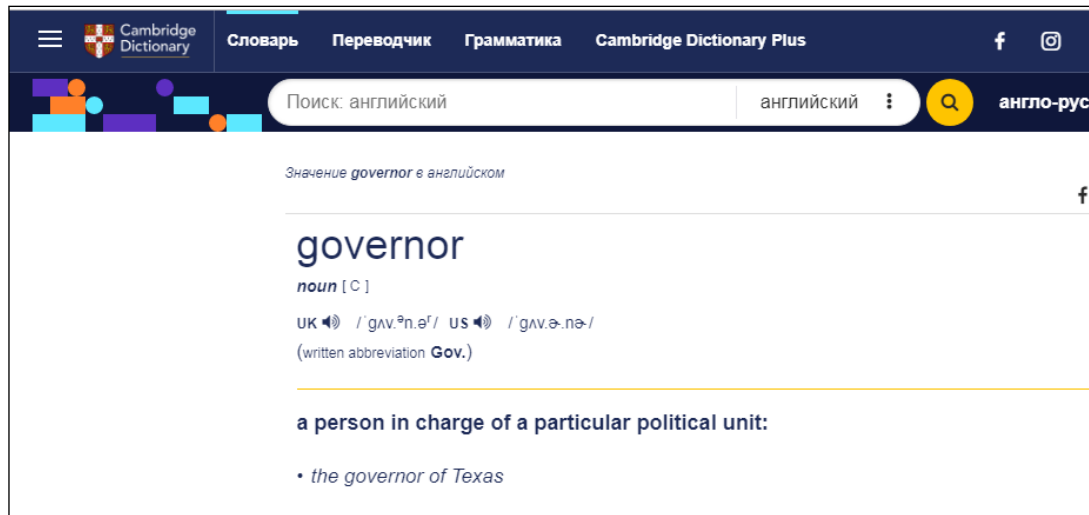 Cambridge Dictionary
Словарь Переводчик Грамматика Cambridge Dictionary Plus
Поиск: английский английский англо-рус
Значение governor в английском
governor
noun [ C ]
UK /ˈɡʌv.ᵊn.əʳ/ US /ˈɡʌv.ɚ.nɚ/
(written abbreviation Gov.)
a person in charge of a particular political unit:
• the governor of Texas